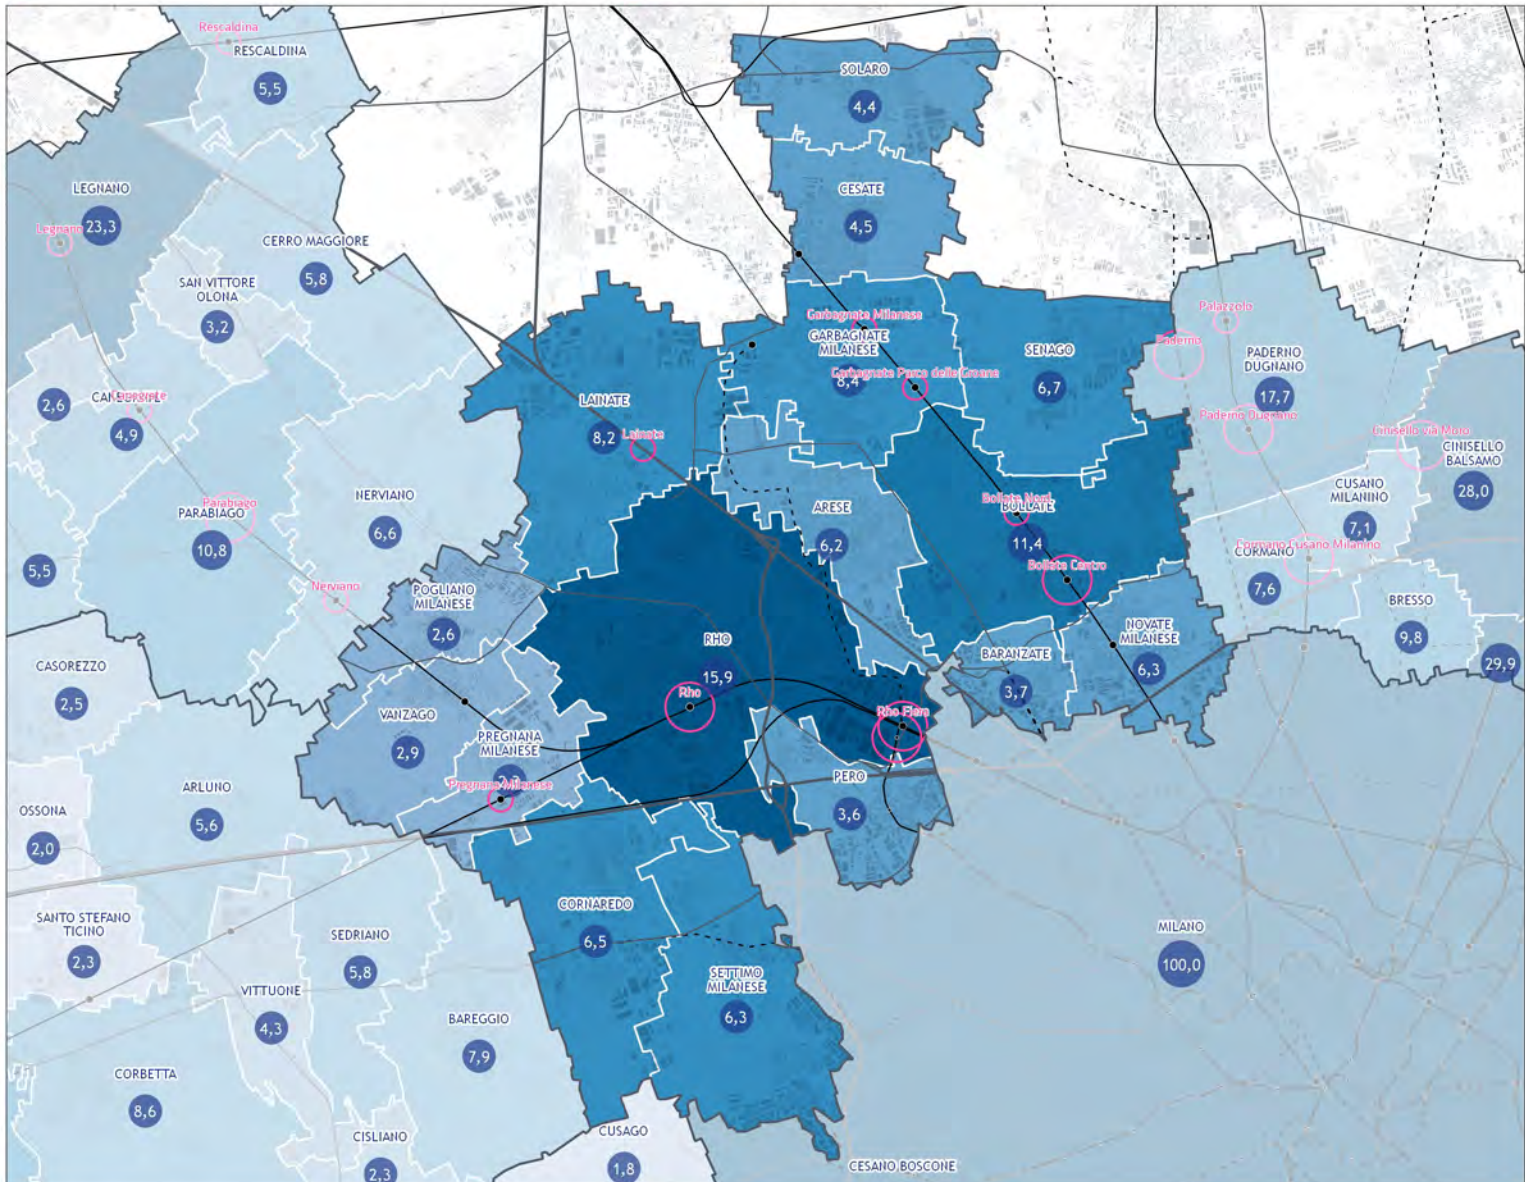 Rescaldina
RESCALDINA
5,5
SOLARO
4,4
LEGNANO
23,3
Legnano
CESATE
4,5
CERRO MAGGIORE
5,8
SAN VITTORE
OLONA
3,2
Garbagnate Milanese
GARBAGNATE
MILANESE
8,4
Garbagnate Parco delle Groane
SENAGO
6,7
Palazzolo
Paderno
PADERNO
DUGNANO
17,7
Paderno Dugnano
Cinisello via Moro
CINISELLO
BALSAMO
28,0
2,6
Canegrate
4,9
LAINATE
8,2
Lainate
NERVIANO
6,6
Parabiago
PARABIAGO
10,8
ARESE
6,2
Bollate Nord
BOLLATE
11,4
Bollate Centro
CUSANO
MILANINO
7,1
Cormano Cusano Milanino
CORMANO
7,6
5,5
Nerviano
POGLIANO
MILANESE
2,6
BRESSO
9,8
NOVATE
MILANESE
6,3
BARANZATE
3,7
RHO
15,9
Rho
Rho Fiera
29,9
CASOREZZO
2,5
VANZAGO
2,9
PREGNANA
MILANESE
Pregnana Milanese
PERO
3,6
ARLUNO
5,6
OSSONA
2,0
CORNAREDO
6,5
SANTO STEFANO
TICINO
2,3
SEDRIANO
5,8
MILANO
100,0
SETTIMO
MILANESE
6,3
VITTUONE
4,3
BAREGGIO
7,9
CORBETTA
8,6
CISLIANO
2,3
CUSAGO
1,8
CESANO BOSCONE